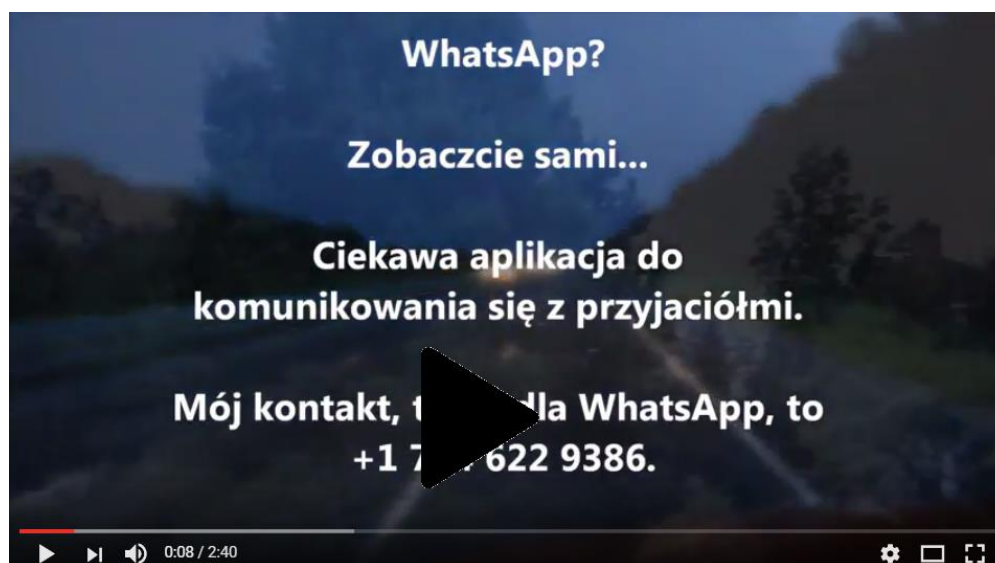 WhatsApp?
Zobaczcie sami...
Ciekawa aplikacja do
komunikowania się z przyjaciółmi.
Mój kontakt, dla WhatsApp, to
+1 622 9386.
0:08 / 2:40